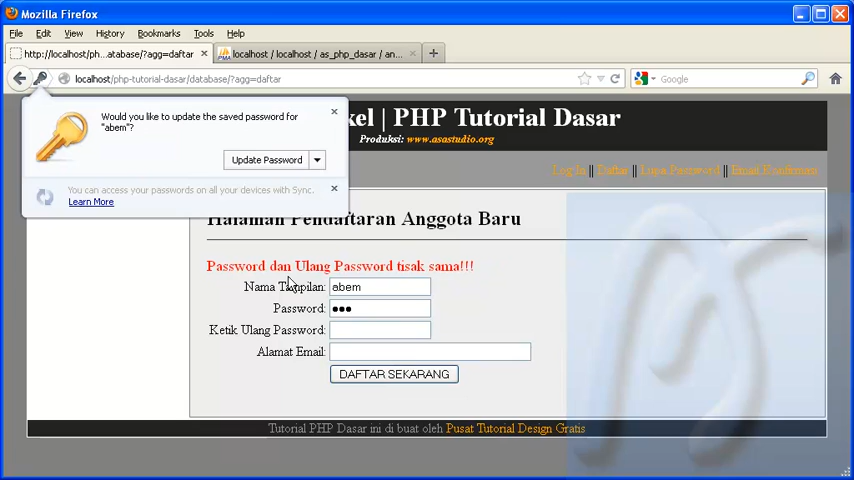 Mozilla Firefox
File Edit View History Bookmarks Tools Help
http://localhost/ph...atabase/?agg=daftar
localhost / localhost / as_php_dasar / an...
localhost/php-tutorial-dasar/database/?agg=daftar
Google
Would you like to update the saved password for
"abem"?
Update Password
You can access your passwords on all your devices with Sync.
Learn More
xel | PHP Tutorial Dasar
Produksi: www.asastudio.org
Log In || Daftar || Lupa Password || Email Konfirmasi
Halaman Pendaftaran Anggota Baru
Password dan Ulang Password tisak sama!!!
Nama Tampilan: abem
Password: •••
Ketik Ulang Password:
Alamat Email:
DAFTAR SEKARANG
Tutorial PHP Dasar ini di buat oleh Pusat Tutorial Design Gratis